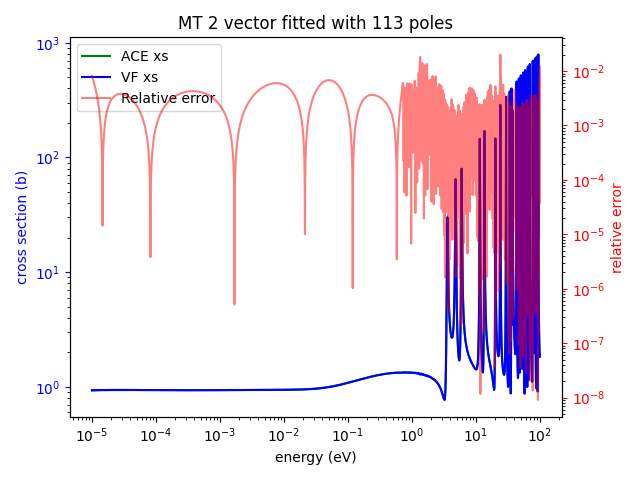 MT 2 vector fitted with 113 poles
ACE xs
VF xs
Relative error
cross section (b)
10³
10²
10¹
10⁰
relative error
10⁻²
10⁻³
10⁻⁴
10⁻⁵
10⁻⁶
10⁻⁷
10⁻⁸
10⁻⁵ 10⁻⁴ 10⁻³ 10⁻² 10⁻¹ 10⁰ 10¹ 10²
energy (eV)